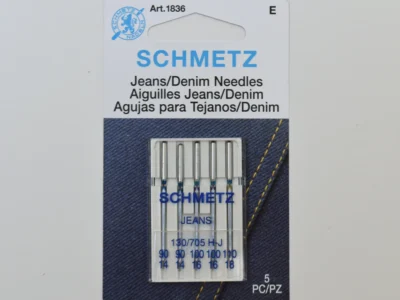 Art.1836 E
SCHMETZ
Jeans/Denim Needles
Aiguilles Jeans/Denim
Agujas para Tejanos/Denim
SCHMETZ
JEANS
130/705 H-J
90 90 100 100 110
14 14 16 16 18
5
PC/PZ